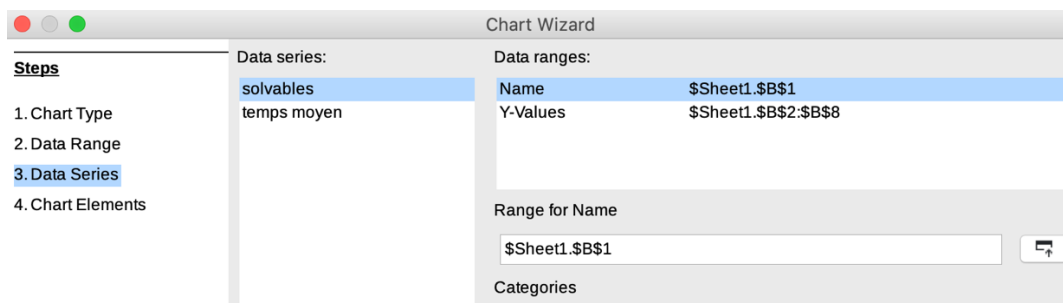 Chart Wizard
Steps
1. Chart Type
2. Data Range
3. Data Series
4. Chart Elements
Data series:
solvables
temps moyen
Data ranges:
Name $Sheet1.$B$1
Y-Values $Sheet1.$B$2:$B$8
Range for Name
$Sheet1.$B$1
Categories